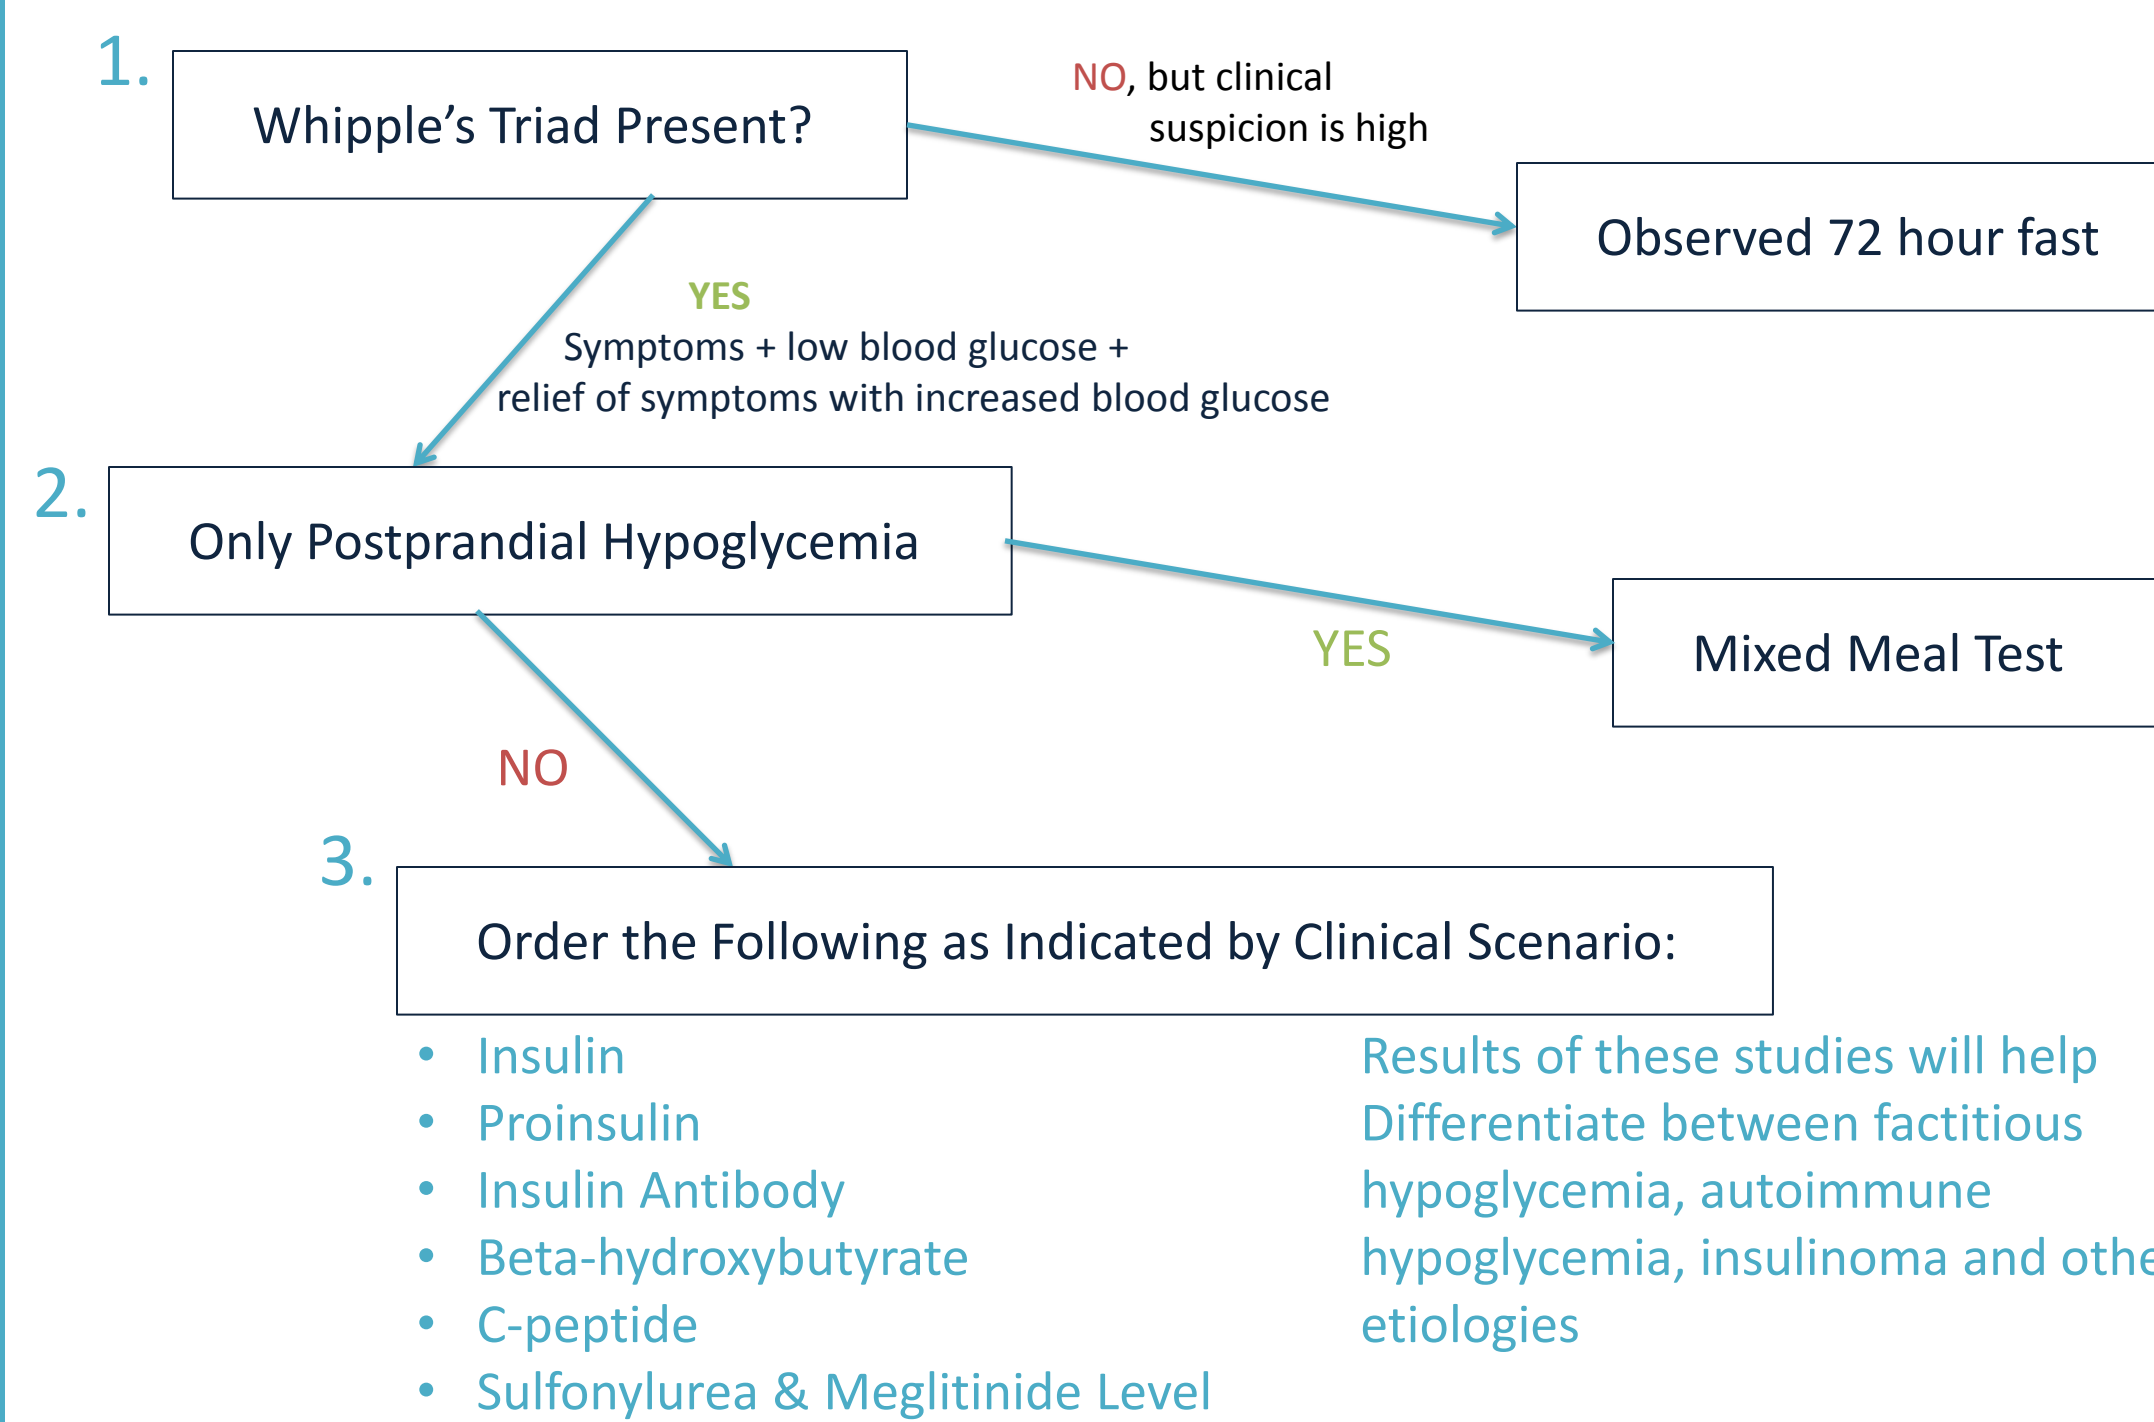 1.
Whipple’s Triad Present?
NO, but clinical
suspicion is high
Observed 72 hour fast
YES
Symptoms + low blood glucose +
relief of symptoms with increased blood glucose
2.
Only Postprandial Hypoglycemia
YES
Mixed Meal Test
NO
3.
Order the Following as Indicated by Clinical Scenario:
• Insulin
• Proinsulin
• Insulin Antibody
• Beta-hydroxybutyrate
• C-peptide
• Sulfonylurea & Meglitinide Level
Results of these studies will help
Differentiate between factitious
hypoglycemia, autoimmune
hypoglycemia, insulinoma and
etiologies